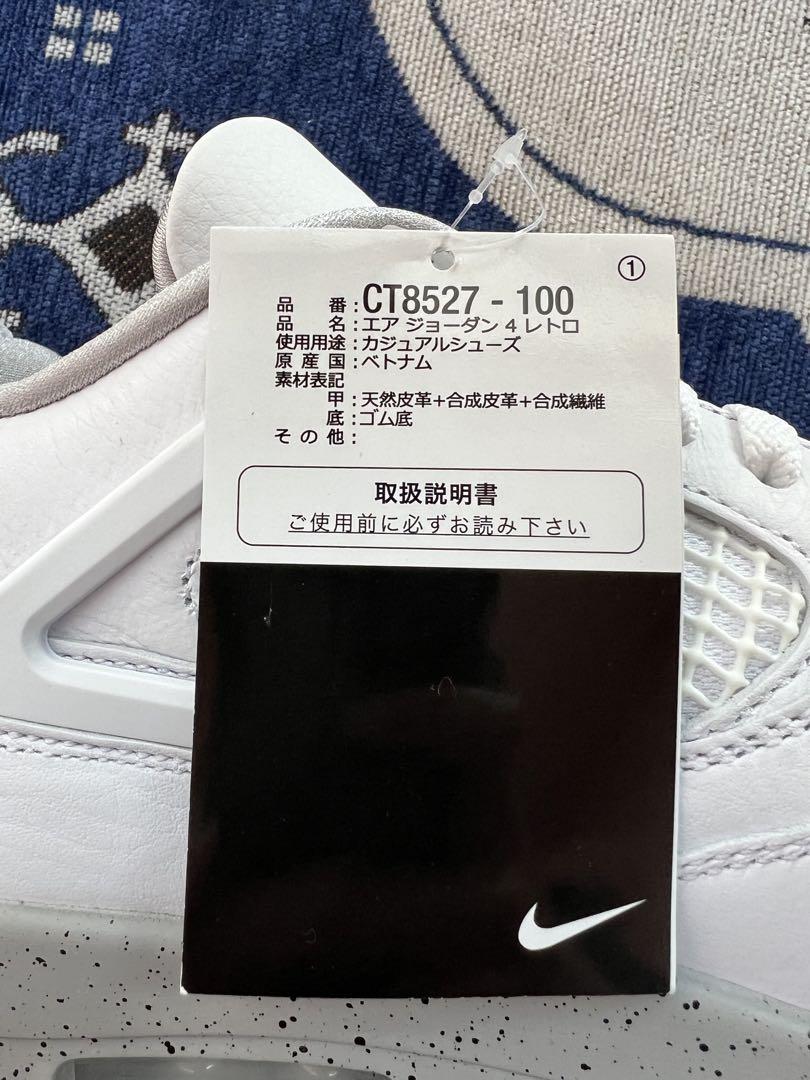 ①
品番:CT8527 - 100
品名:エア ジョーダン 4 レトロ
使用用途:カジュアルシューズ
原産国:ベトナム
素材表記
甲:天然皮革+合成皮革+合成繊維
底:ゴム底
その他:
取扱説明書
ご使用前に必ずお読み下さい